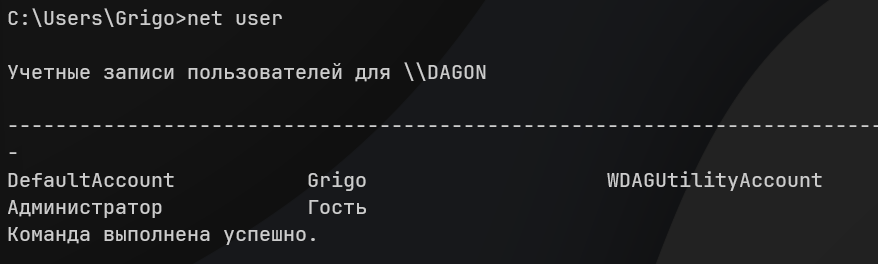 C:\Users\Grigo>net user
Учетные записи пользователей для \\DAGON
-------------------------------------------------------------------------
-
DefaultAccount Grigo WDAGUtilityAccount
Администратор Гость
Команда выполнена успешно.